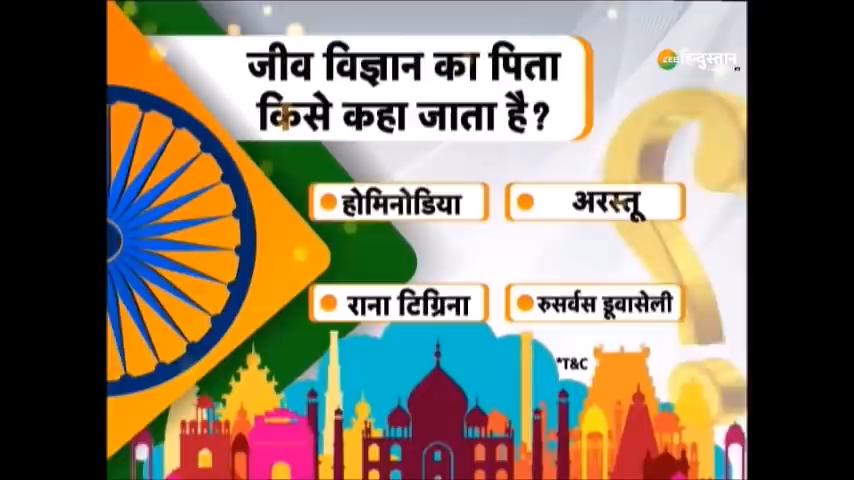 जीव विज्ञान का पिता
किसे कहा जाता है?
ZEE हिन्दुस्तान
होमिनोडिया
अरस्तू
राना टिग्रिना
रुसर्वस डूवासेली
*T&C